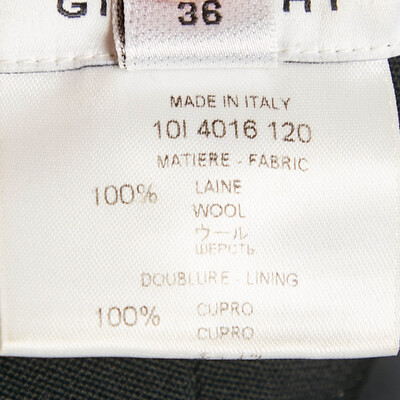 36
MADE IN ITALY
10I 4016 120
MATIERE - FABRIC
100% LAINE
WOOL
ウール
ШЕРСТЬ
DOUBLURE - LINING
100% CUPRO
CUPRO